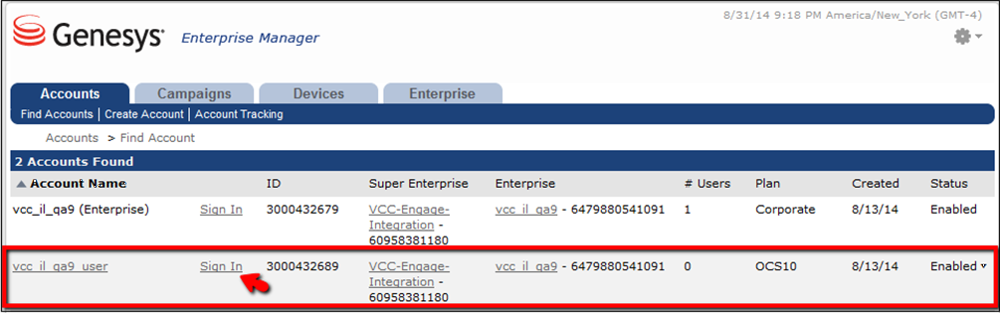 8/31/14 9:18 PM America/New_York (GMT-4)
Genesys Enterprise Manager
Accounts Campaigns Devices Enterprise
Find Accounts | Create Account | Account Tracking
Accounts > Find Account
2 Accounts Found
Account Name ID Super Enterprise Enterprise # Users Plan Created Status
vcc_il_qa9 (Enterprise) Sign In 3000432679 VCC-Engage- vcc_il_qa9 - 6479880541091 1 Corporate 8/13/14 Enabled
Integration -
60958381180
vcc_il_qa9_user Sign In 3000432689 VCC-Engage- vcc_il_qa9 - 6479880541091 0 OCS10 8/13/14 Enabled
Integration -
60958381180